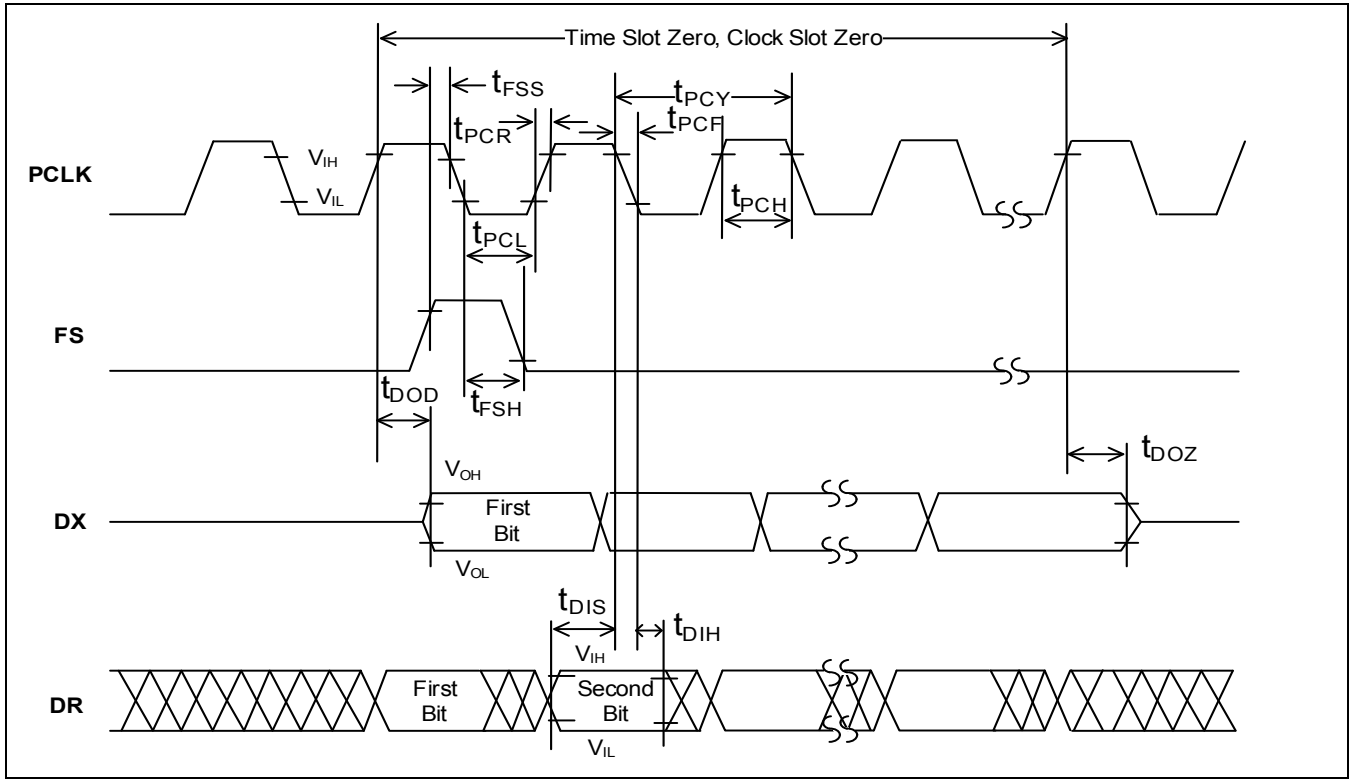 Time Slot Zero, Clock Slot Zero
tFSS
tPCY
tPCR
tPCF
PCLK
VIH
VIL
tPCH
tPCL
FS
tDOD
tFSH
tDOZ
VOH
DX
First
Bit
VOL
tDIS
tDIH
VIH
DR
First
Bit
Second
Bit
VIL